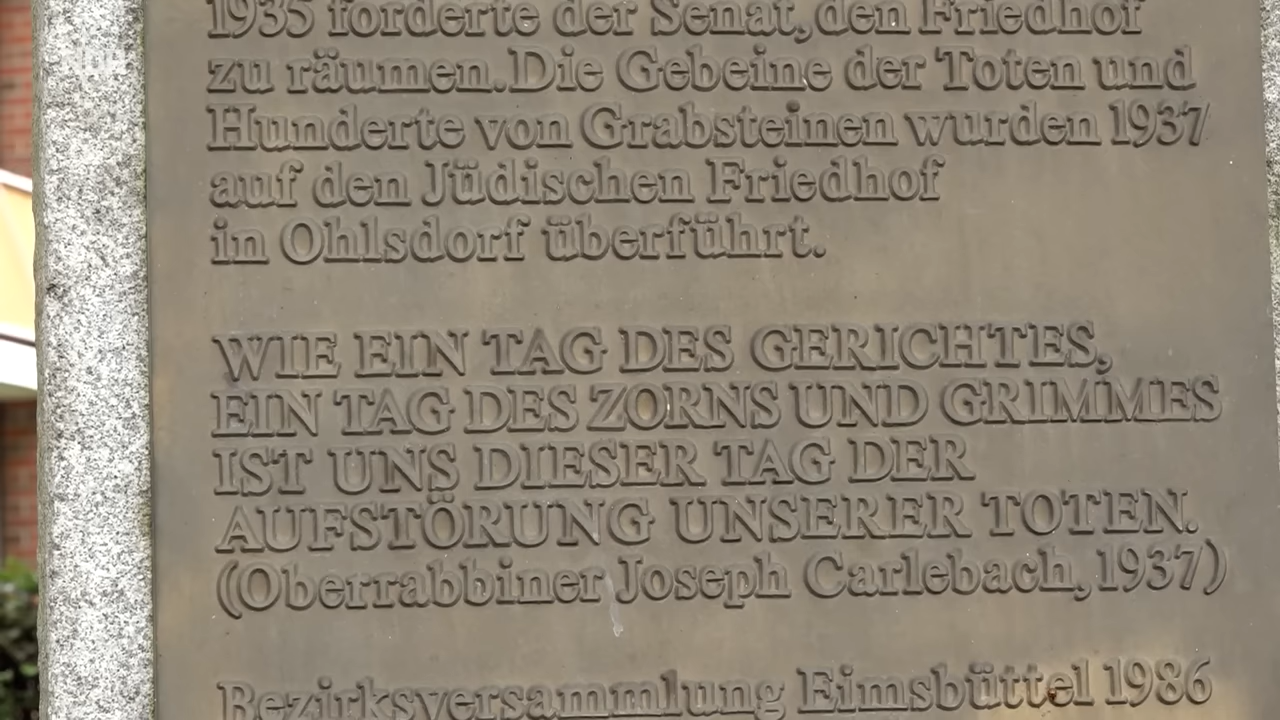 1935 forderte der Senat, den Friedhof
zu räumen. Die Gebeine der Toten und
Hunderte von Grabsteinen wurden 1937
auf den Jüdischen Friedhof
in Ohlsdorf überführt.
WIE EIN TAG DES GERICHTES,
EIN TAG DES ZORNS UND GRIMMES
IST UNS DIESER TAG DER
AUFSTÖRUNG UNSERER TOTEN.
(Oberrabbiner Joseph Carlebach, 1937)
Bezirksversammlung Eimsbüttel 1986